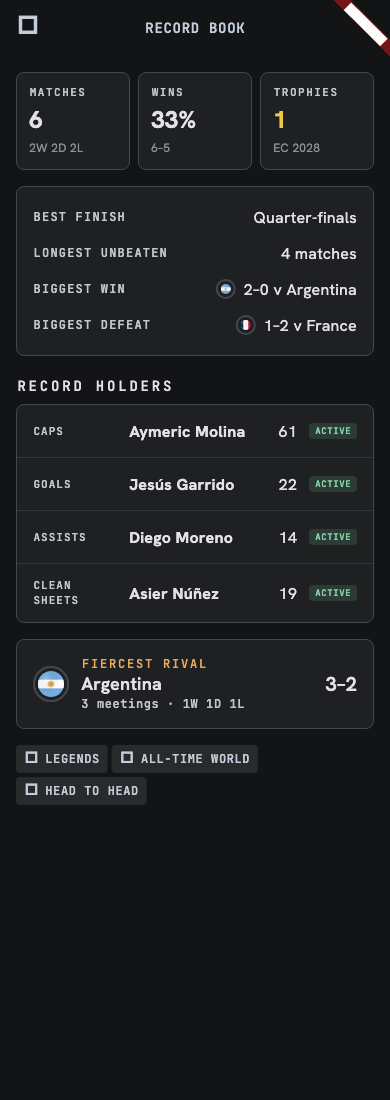 RECORD BOOK
MATCHES
6
2W 2D 2L
WINS
33%
6–5
TROPHIES
1
EC 2028
BEST FINISH Quarter-finals
LONGEST UNBEATEN 4 matches
BIGGEST WIN 2–0 v Argentina
BIGGEST DEFEAT 1–2 v France
RECORD HOLDERS
CAPS Aymeric Molina 61 ACTIVE
GOALS Jesús Garrido 22 ACTIVE
ASSISTS Diego Moreno 14 ACTIVE
CLEAN SHEETS Asier Núñez 19 ACTIVE
FIERCEST RIVAL
Argentina 3–2
3 meetings · 1W 1D 1L
LEGENDS
ALL-TIME WORLD
HEAD TO HEAD